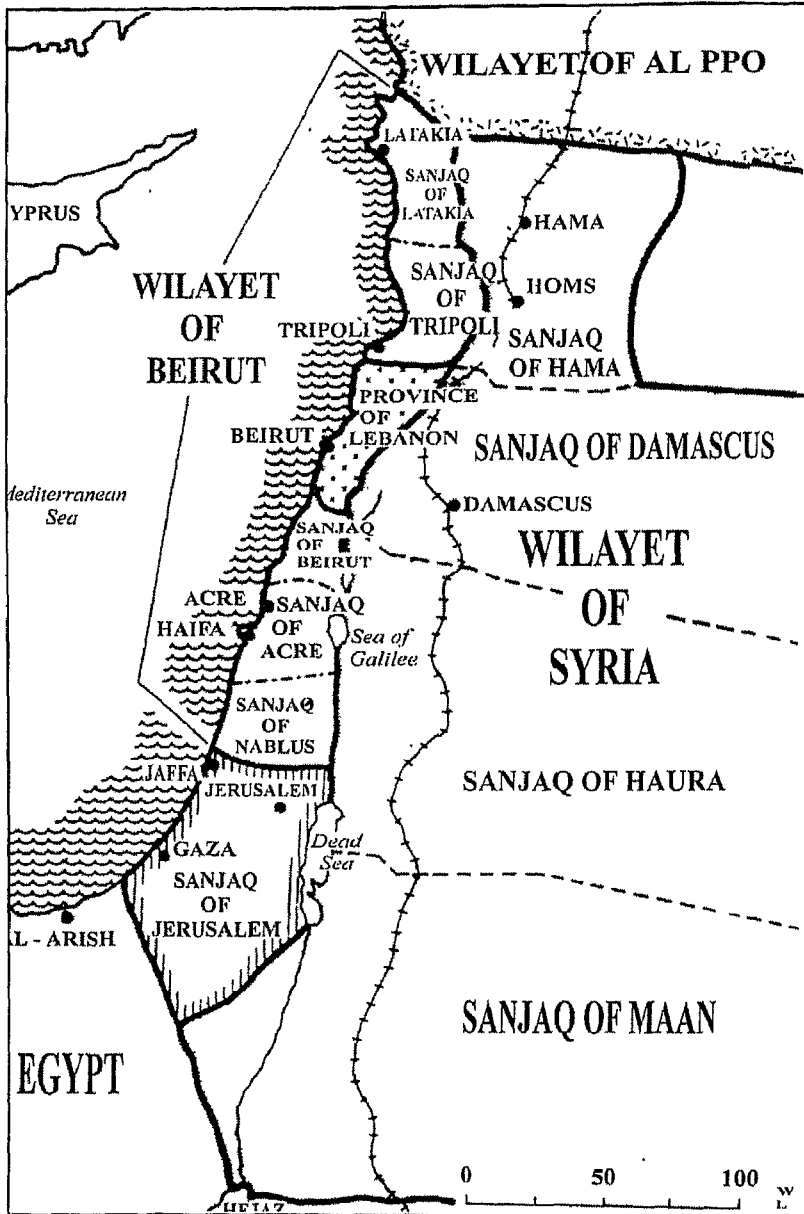 WILAYET OF AL PPO
LATAKIA
SANJAQ
OF
LATAKIA
YPRUS
HAMA
WILAYET
OF
BEIRUT
SANJAQ
OF
TRIPOLI
HOMS
TRIPOLI
SANJAQ
OF HAMA
PROVINCE
OF
LEBANON
BEIRUT
SANJAQ OF DAMASCUS
Mediterranean
Sea
DAMASCUS
SANJAQ
OF
BEIRUT
WILAYET
OF
SYRIA
ACRE
HAIFA
SANJAQ
OF
ACRE
Sea of
Galilee
SANJAQ
OF
NABLUS
JAFFA
JERUSALEM
SANJAQ OF HAURA
GAZA
Dead
Sea
SANJAQ
OF
JERUSALEM
AL - ARISH
EGYPT
SANJAQ OF MAAN
0 50 100
HEJAZ
W
L